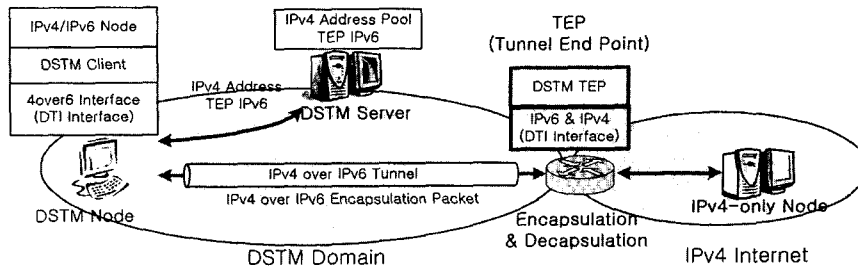 IPv4/IPv6 Node
DSTM Client
4over6 Interface
(DTI Interface)
IPv4 Address
TEP IPv6
IPv4 Address Pool
TEP IPv6
DSTM Server
TEP
(Tunnel End Point)
DSTM TEP
IPv6 & IPv4
(DTI Interface)
IPv4 over IPv6 Tunnel
IPv4 over IPv6 Encapsulation Packet
DSTM Node
IPv4-only Node
Encapsulation
& Decapsulation
DSTM Domain
IPv4 Internet